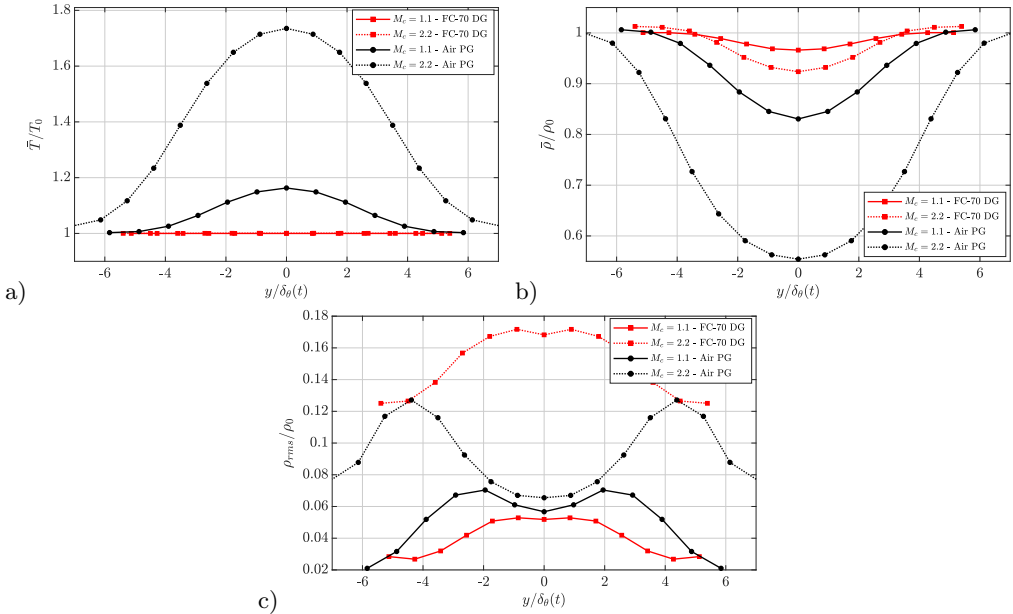 1.8
1.6
1.4
1.2
1
T̄/T₀
-6 -4 -2 0 2 4 6
y/δ_θ(t)
M_c = 1.1 - FC-70 DG
M_c = 2.2 - FC-70 DG
M_c = 1.1 - Air PG
M_c = 2.2 - Air PG
a)
1
0.9
0.8
0.7
0.6
ρ̄/ρ₀
-6 -4 -2 0 2 4 6
y/δ_θ(t)
M_c = 1.1 - FC-70 DG
M_c = 2.2 - FC-70 DG
M_c = 1.1 - Air PG
M_c = 2.2 - Air PG
b)
0.18
0.16
0.14
0.12
0.1
0.08
0.06
0.04
0.02
ρ_rms/ρ₀
-6 -4 -2 0 2 4 6
y/δ_θ(t)
M_c = 1.1 - FC-70 DG
M_c = 2.2 - FC-70 DG
M_c = 1.1 - Air PG
M_c = 2.2 - Air PG
c)